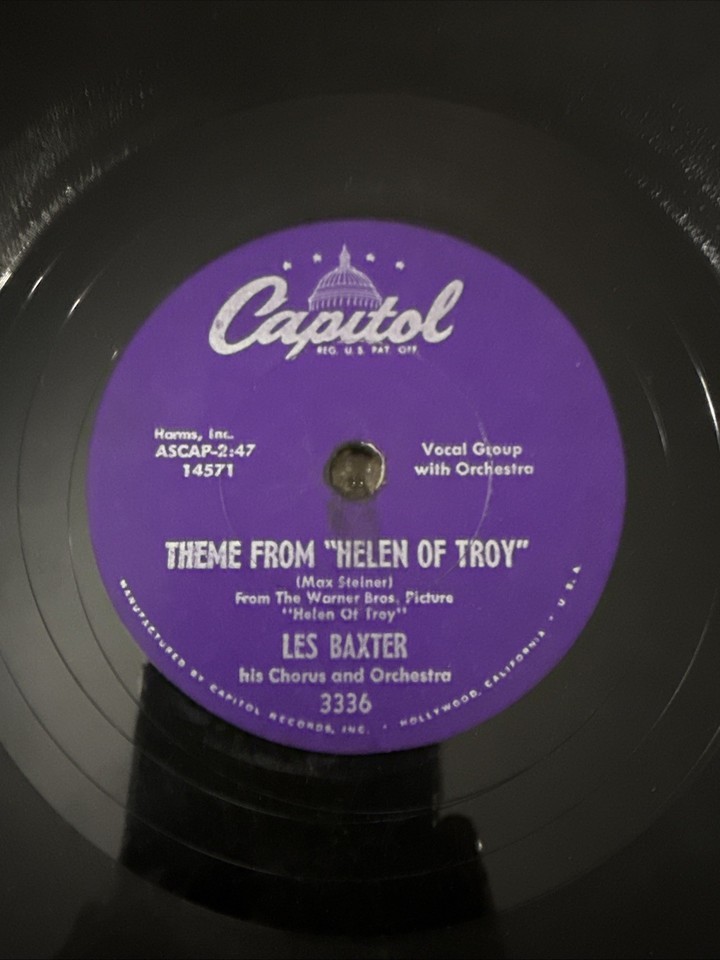 Capitol
REG. U.S. PAT. OFF.
Harms, Inc.
ASCAP-2:47
14571
Vocal Group
with Orchestra
THEME FROM "HELEN OF TROY"
(Max Steiner)
From The Warner Bros. Picture
"Helen Of Troy"
LES BAXTER
his Chorus and Orchestra
3336
MANUFACTURED BY CAPITOL RECORDS, INC. • HOLLYWOOD, CALIFORNIA • U.S.A.